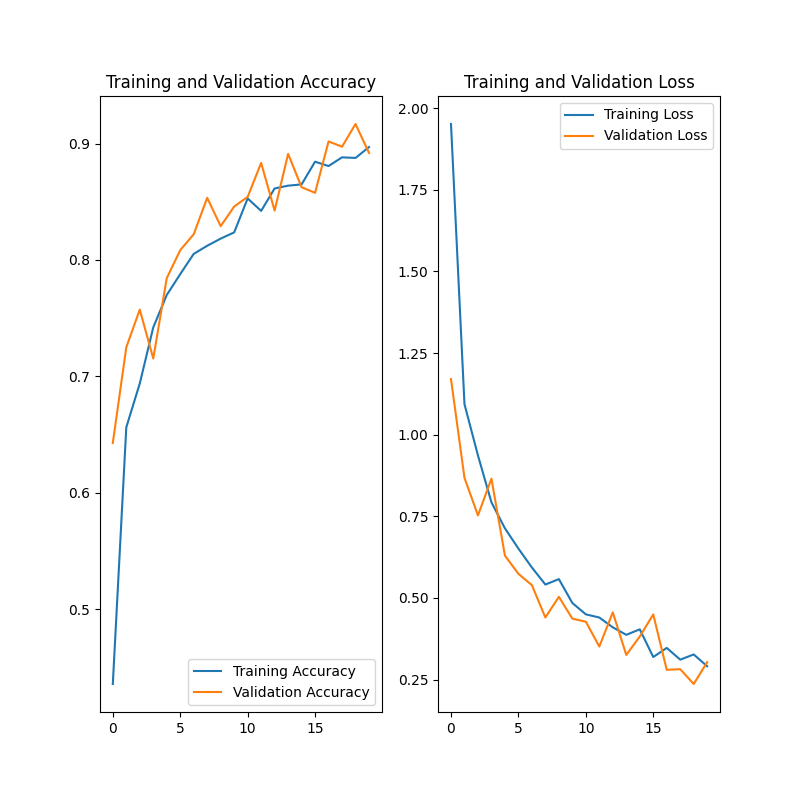 Training and Validation Accuracy
0.9
0.8
0.7
0.6
0.5
Training Accuracy
Validation Accuracy
0 5 10 15
Training and Validation Loss
2.00
1.75
1.50
1.25
1.00
0.75
0.50
0.25
Training Loss
Validation Loss
0 5 10 15